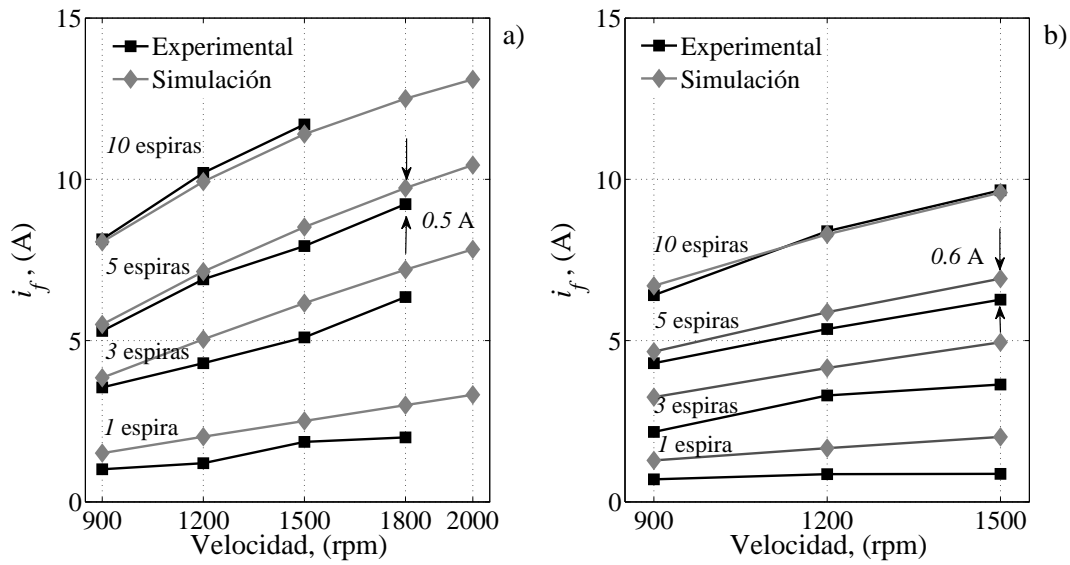 a)
15
10
5
0
i_f, (A)
Experimental
Simulación
10 espiras
5 espiras
3 espiras
1 espira
0.5 A
900 1200 1500 1800 2000
Velocidad, (rpm)
b)
15
10
5
0
i_f, (A)
Experimental
Simulación
10 espiras
5 espiras
3 espiras
1 espira
0.6 A
900 1200 1500
Velocidad, (rpm)